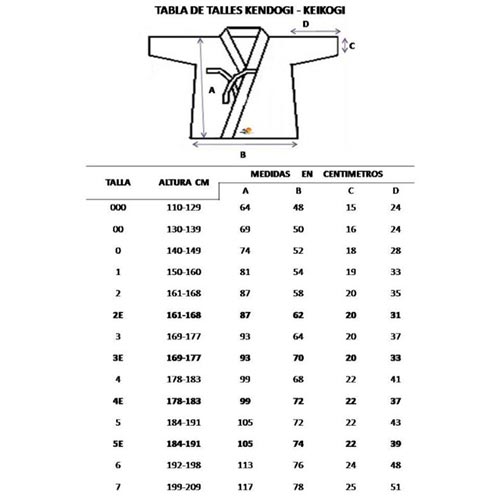 TABLA DE TALLES KENDOGI - KEIKOGI
D
C
A
B
TALLA ALTURA CM MEDIDAS EN CENTIMETROS
A B C D
000 110-129 64 48 15 24
00 130-139 69 50 16 24
0 140-149 74 52 18 28
1 150-160 81 54 19 33
2 161-168 87 58 20 35
2E 161-168 87 62 20 31
3 169-177 93 64 20 37
3E 169-177 93 70 20 33
4 178-183 99 68 22 41
4E 178-183 99 72 22 37
5 184-191 105 72 22 43
5E 184-191 105 74 22 39
6 192-198 113 76 24 48
7 199-209 117 78 25 51